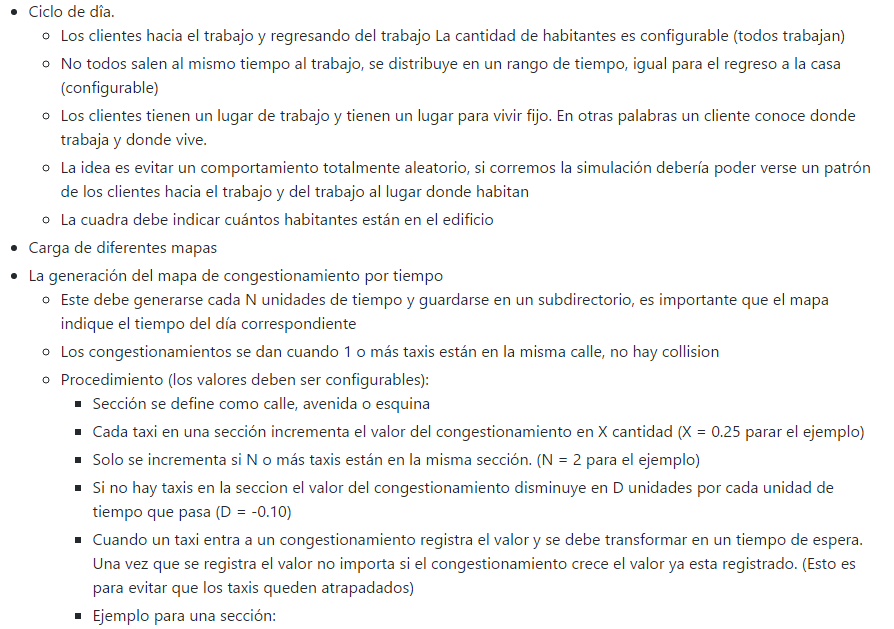 Ciclo de dîa.
Los clientes hacia el trabajo y regresando del trabajo La cantidad de habitantes es configurable (todos trabajan)
No todos salen al mismo tiempo al trabajo, se distribuye en un rango de tiempo, igual para el regreso a la casa
(configurable)
Los clientes tienen un lugar de trabajo y tienen un lugar para vivir fijo. En otras palabras un cliente conoce donde
trabaja y donde vive.
La idea es evitar un comportamiento totalmente aleatorio, si corremos la simulación debería poder verse un patrón
de los clientes hacia el trabajo y del trabajo al lugar donde habitan
La cuadra debe indicar cuántos habitantes están en el edificio
Carga de diferentes mapas
La generación del mapa de congestionamiento por tiempo
Este debe generarse cada N unidades de tiempo y guardarse en un subdirectorio, es importante que el mapa
indique el tiempo del día correspondiente
Los congestionamientos se dan cuando 1 o más taxis están en la misma calle, no hay collision
Procedimiento (los valores deben ser configurables):
Sección se define como calle, avenida o esquina
Cada taxi en una sección incrementa el valor del congestionamiento en X cantidad (X = 0.25 parar el ejemplo)
Solo se incrementa si N o más taxis están en la misma sección. (N = 2 para el ejemplo)
Si no hay taxis en la seccion el valor del congestionamiento disminuye en D unidades por cada unidad de
tiempo que pasa (D = -0.10)
Cuando un taxi entra a un congestionamiento registra el valor y se debe transformar en un tiempo de espera.
Una vez que se registra el valor no importa si el congestionamiento crece el valor ya esta registrado. (Esto es
para evitar que los taxis queden atrapadados)
Ejemplo para una sección: